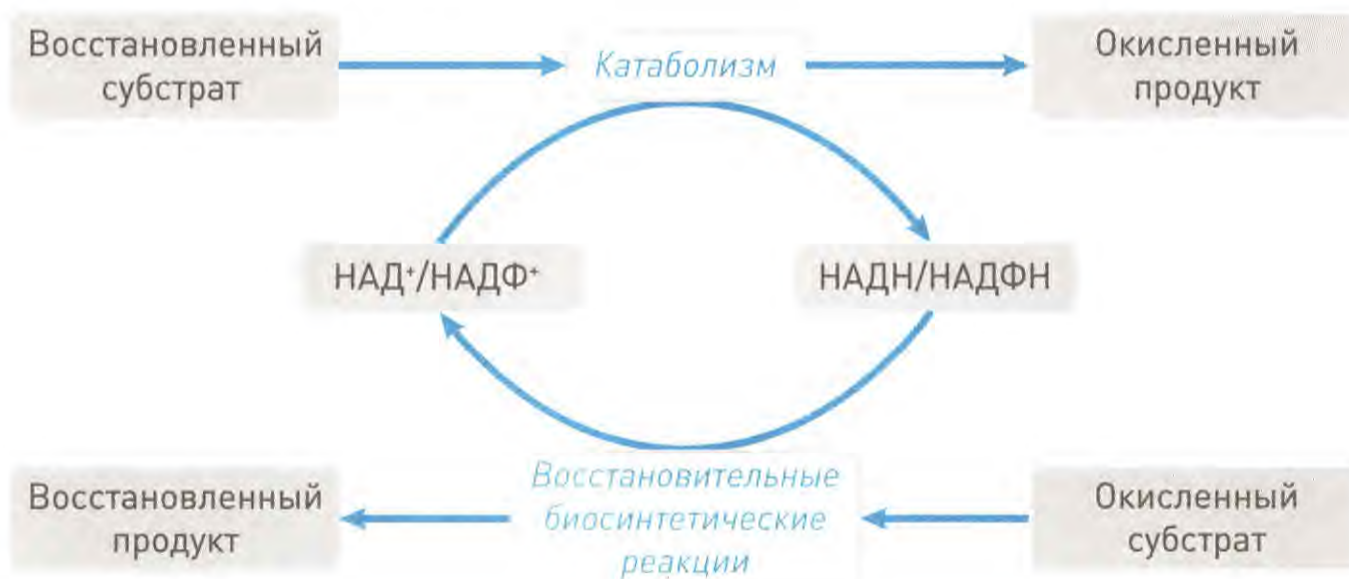 Восстановленный
субстрат
Катаболизм
Окисленный
продукт
НАД⁺/НАДФ⁺
НАДН/НАДФН
Восстановленный
продукт
Восстановительные
биосинтетические
реакции
Окисленный
субстрат